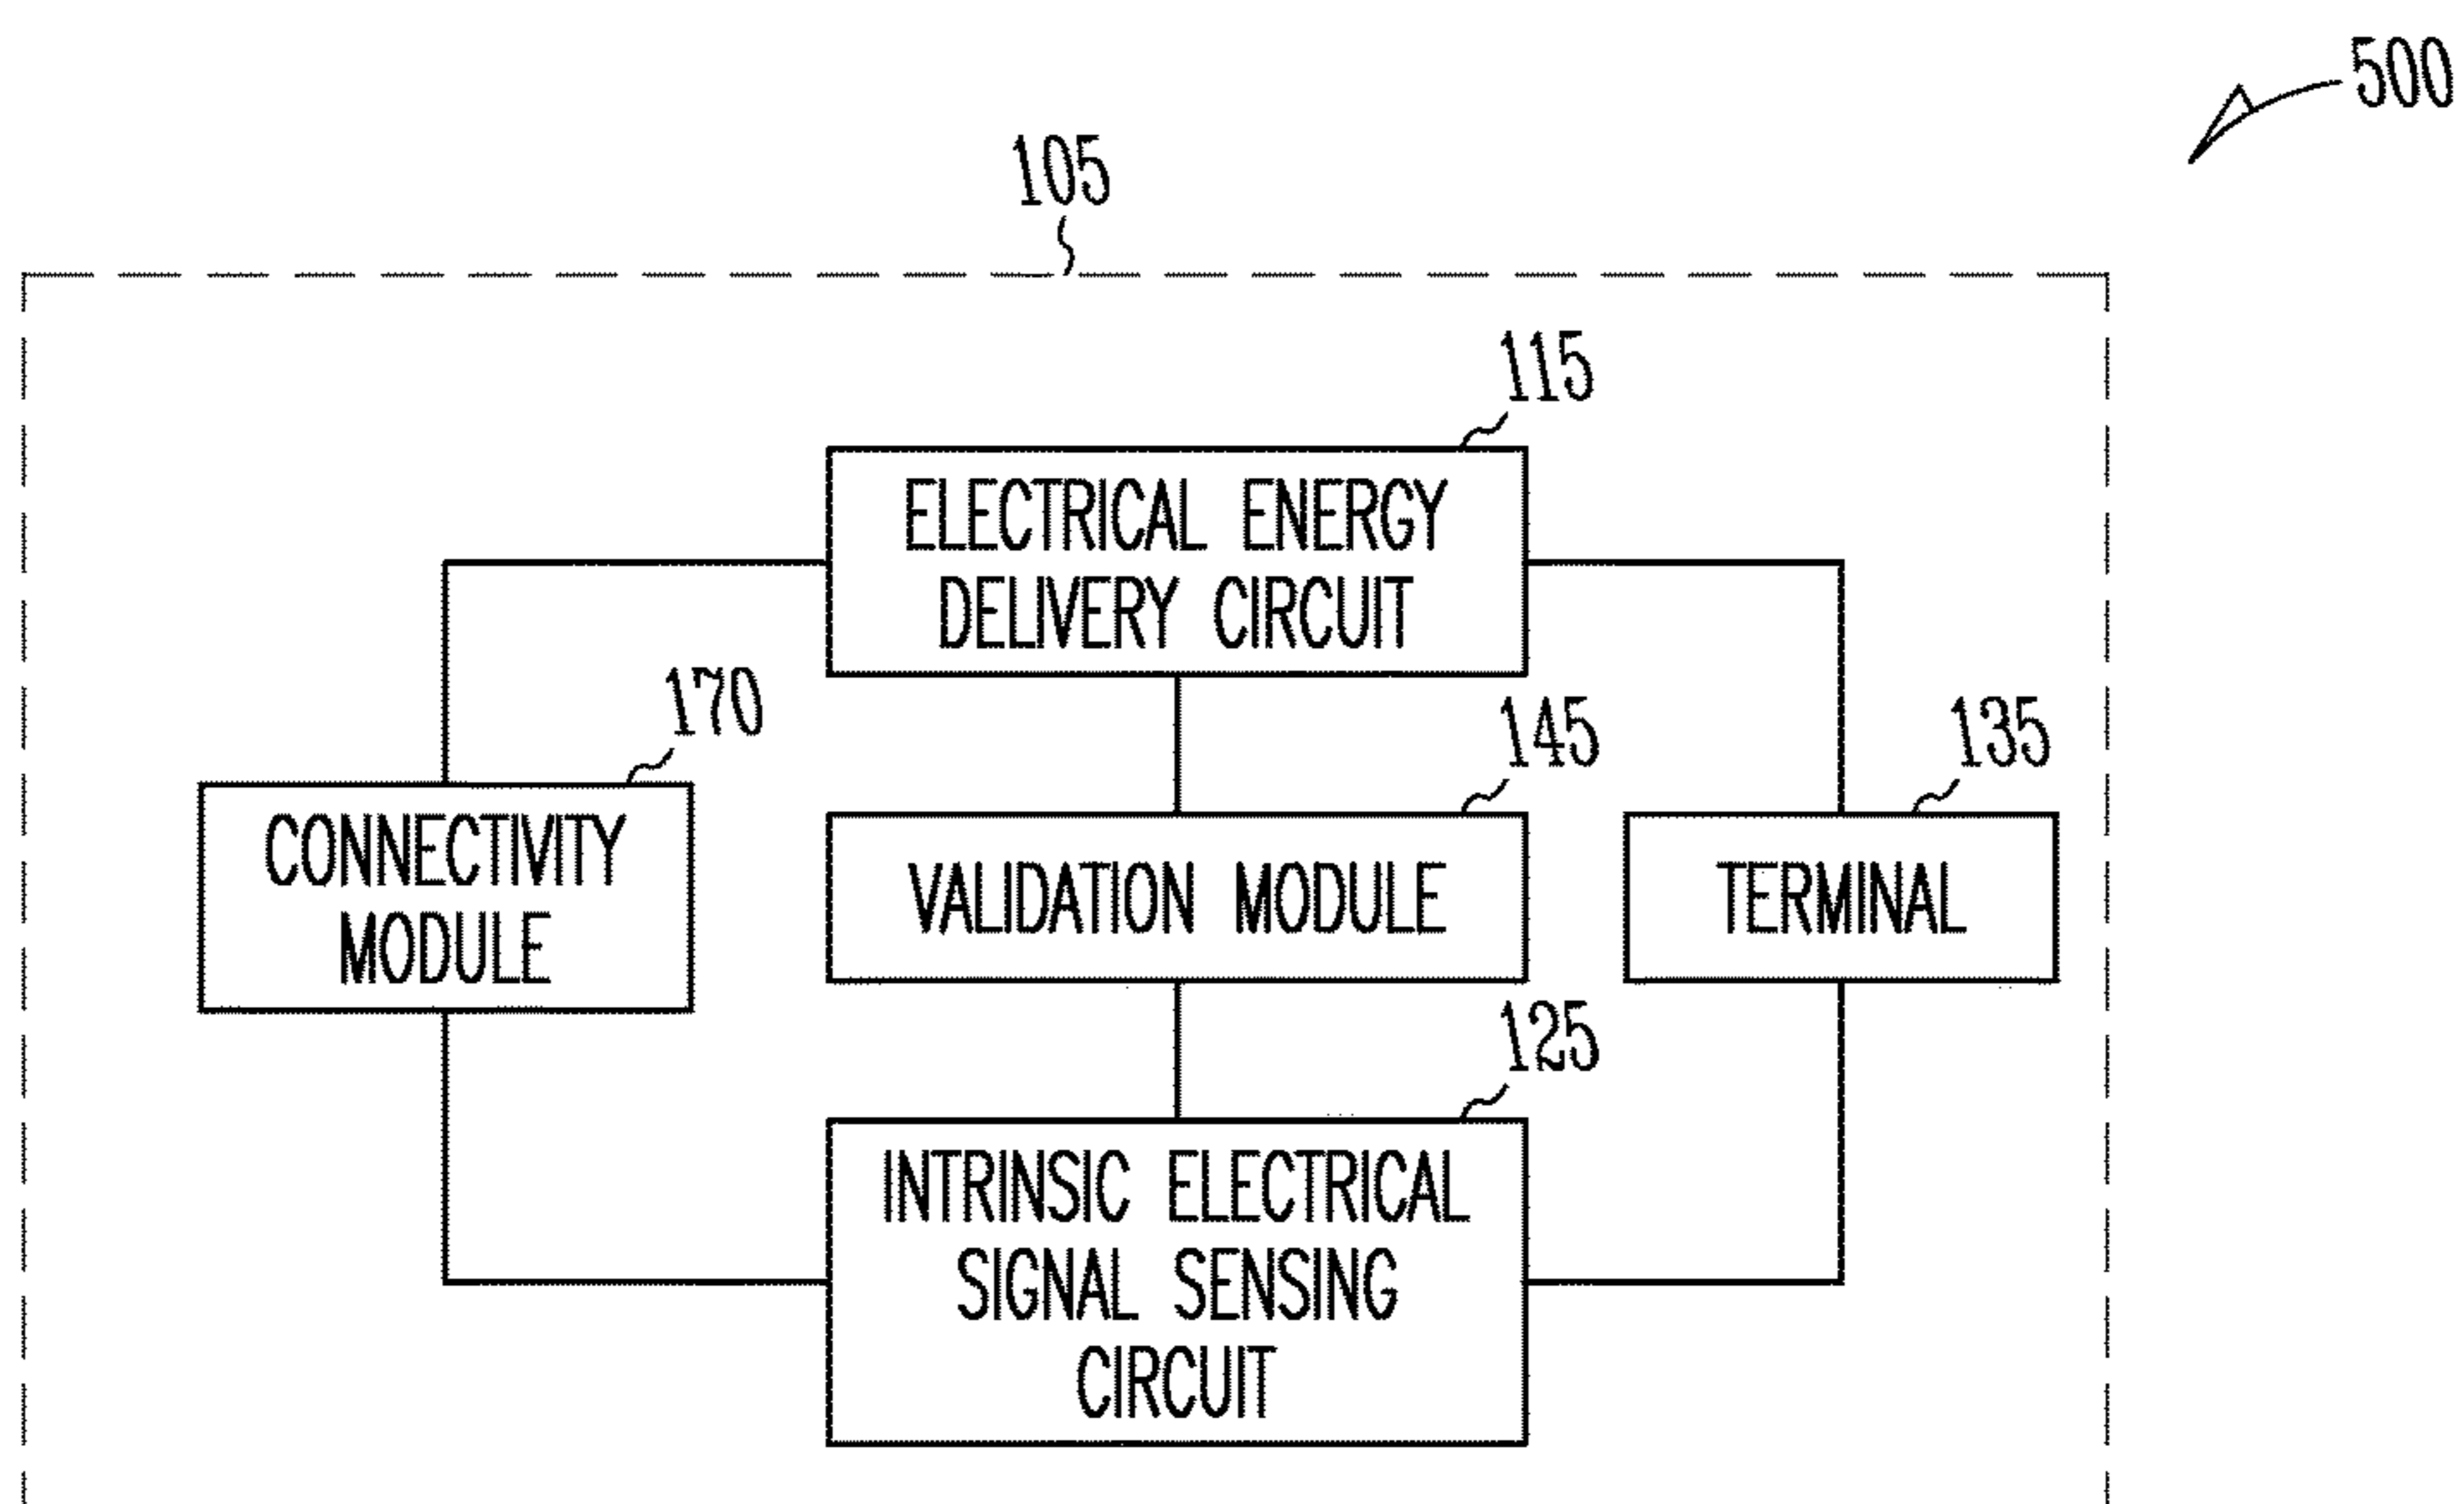 500
105
115
ELECTRICAL ENERGY
DELIVERY CIRCUIT
170
145
135
CONNECTIVITY
MODULE
VALIDATION MODULE
TERMINAL
125
INTRINSIC ELECTRICAL
SIGNAL SENSING
CIRCUIT